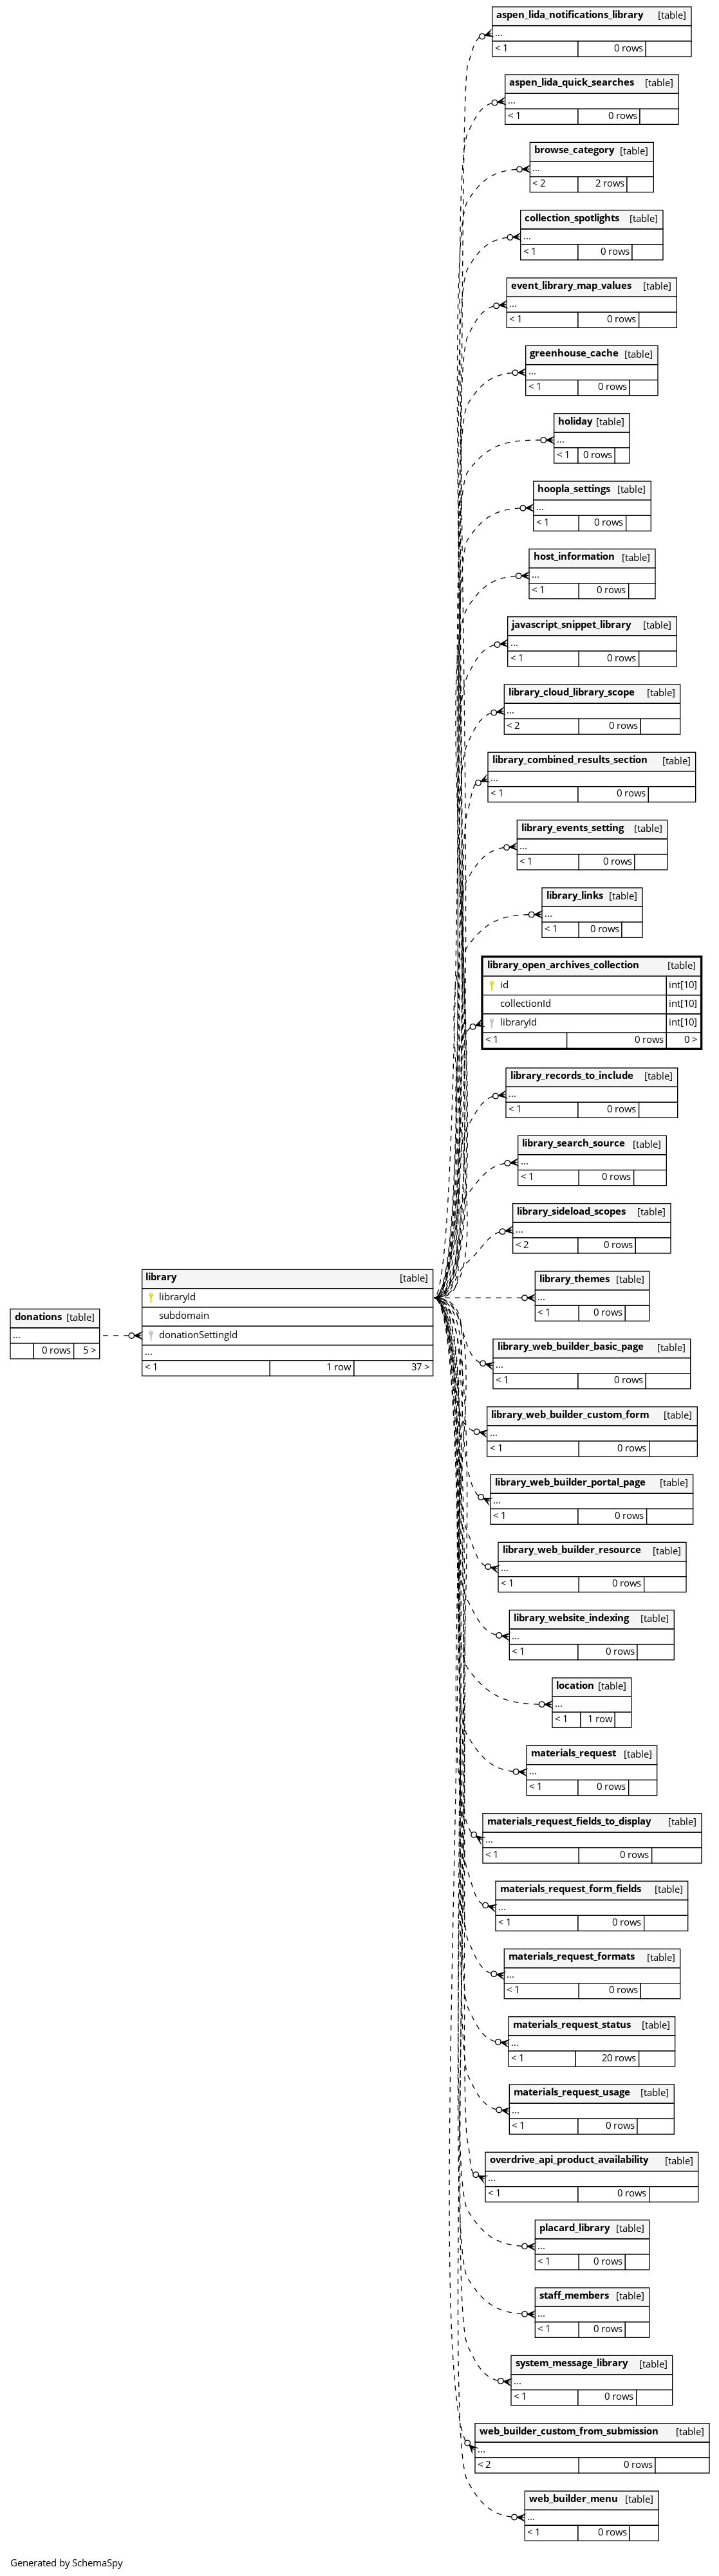 aspen_lida_notifications_library [table]
...
< 1 0 rows
aspen_lida_quick_searches [table]
...
< 1 0 rows
browse_category [table]
...
< 2 2 rows
collection_spotlights [table]
...
< 1 0 rows
event_library_map_values [table]
...
< 1 0 rows
greenhouse_cache [table]
...
< 1 0 rows
holiday [table]
...
< 1 0 rows
hoopla_settings [table]
...
< 1 0 rows
host_information [table]
...
< 1 0 rows
javascript_snippet_library [table]
...
< 1 0 rows
library_cloud_library_scope [table]
...
< 2 0 rows
library_combined_results_section [table]
...
< 1 0 rows
library_events_setting [table]
...
< 1 0 rows
library_links [table]
...
< 1 0 rows
library_open_archives_collection [table]
id int[10]
collectionId int[10]
libraryId int[10]
< 1 0 rows 0 >
library_records_to_include [table]
...
< 1 0 rows
library_search_source [table]
...
< 1 0 rows
library_sideload_scopes [table]
...
< 2 0 rows
library [table]
libraryId
subdomain
donationSettingId
...
< 1 1 row 37 >
donations [table]
...
0 rows 5 >
library_themes [table]
...
< 1 0 rows
library_web_builder_basic_page [table]
...
< 1 0 rows
library_web_builder_custom_form [table]
...
< 1 0 rows
library_web_builder_portal_page [table]
...
< 1 0 rows
library_web_builder_resource [table]
...
< 1 0 rows
library_website_indexing [table]
...
< 1 0 rows
location [table]
...
< 1 1 row
materials_request [table]
...
< 1 0 rows
materials_request_fields_to_display [table]
...
< 1 0 rows
materials_request_form_fields [table]
...
< 1 0 rows
materials_request_formats [table]
...
< 1 0 rows
materials_request_status [table]
...
< 1 20 rows
materials_request_usage [table]
...
< 1 0 rows
overdrive_api_product_availability [table]
...
< 1 0 rows
placard_library [table]
...
< 1 0 rows
staff_members [table]
...
< 1 0 rows
system_message_library [table]
...
< 1 0 rows
web_builder_custom_from_submission [table]
...
< 2 0 rows
web_builder_menu [table]
...
< 1 0 rows
Generated by SchemaSpy